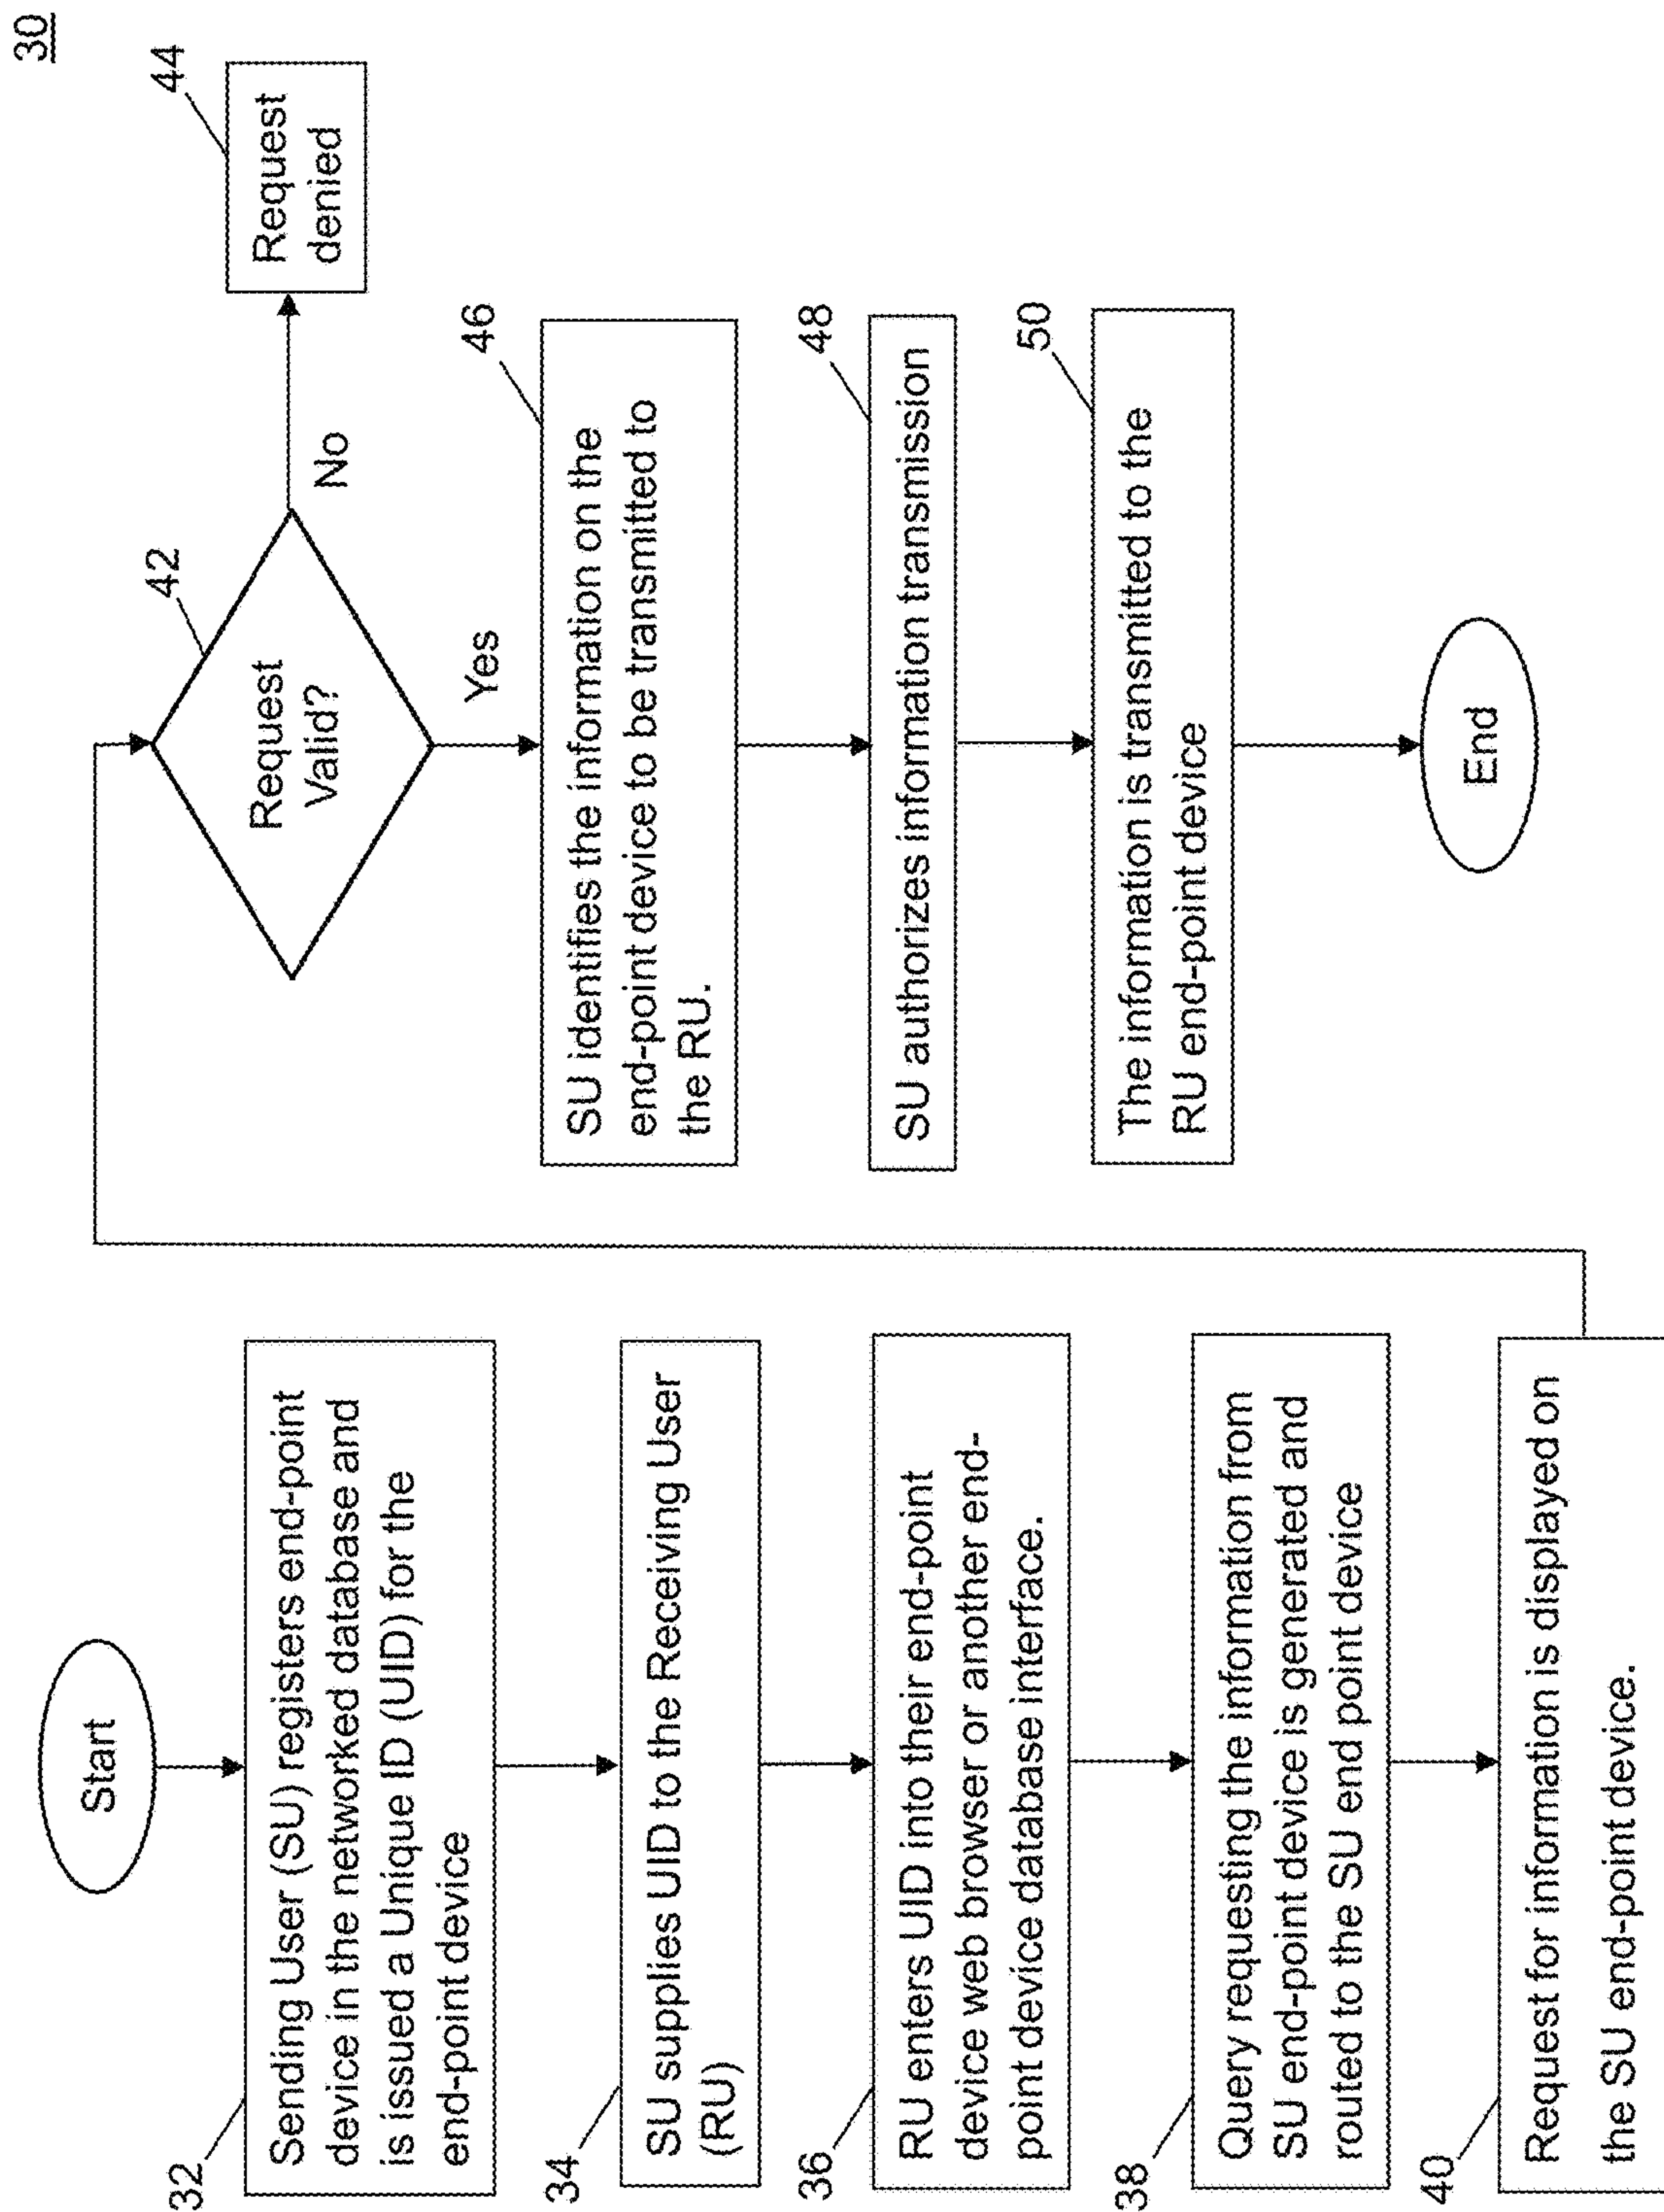 30
Start
32
Sending User (SU) registers end-point
device in the networked database and
is issued a Unique ID (UID) for the
end-point device
34
SU supplies UID to the Receiving User
(RU)
36
RU enters UID into their end-point
device web browser or another end-
point device database interface.
38
Query requesting the information from
SU end-point device is generated and
routed to the SU end point device
40
Request for information is displayed on
the SU end-point device.
42
Request
Valid?
No
44
Request
denied
Yes
46
SU identifies the information on the
end-point device to be transmitted to
the RU.
48
SU authorizes information transmission
50
The information is transmitted to the
RU end-point device
End